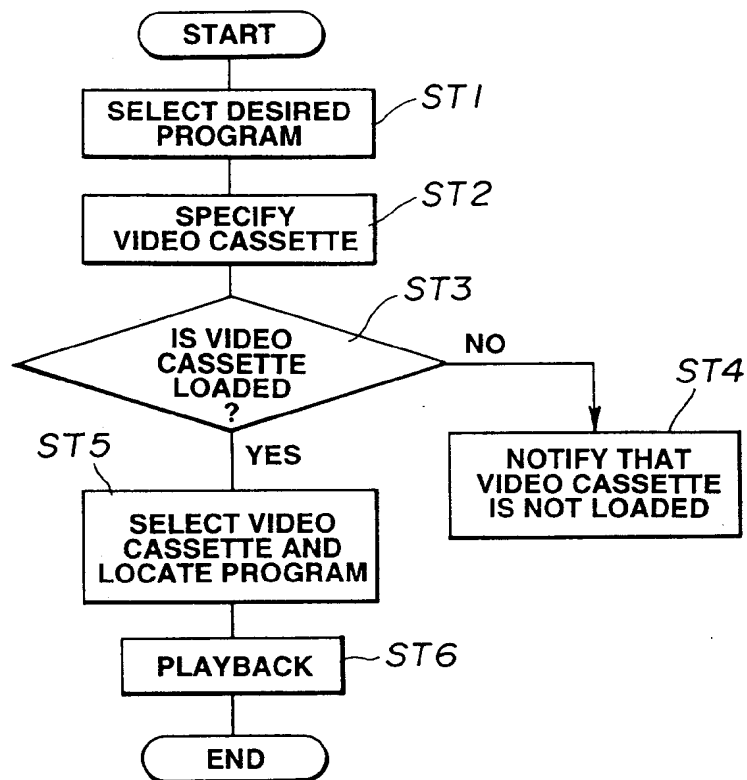 START
SELECT DESIRED
PROGRAM
ST1
SPECIFY
VIDEO CASSETTE
ST2
IS VIDEO
CASSETTE
LOADED
?
ST3
NO
NOTIFY THAT
VIDEO CASSETTE
IS NOT LOADED
ST4
YES
ST5
SELECT VIDEO
CASSETTE AND
LOCATE PROGRAM
PLAYBACK
ST6
END